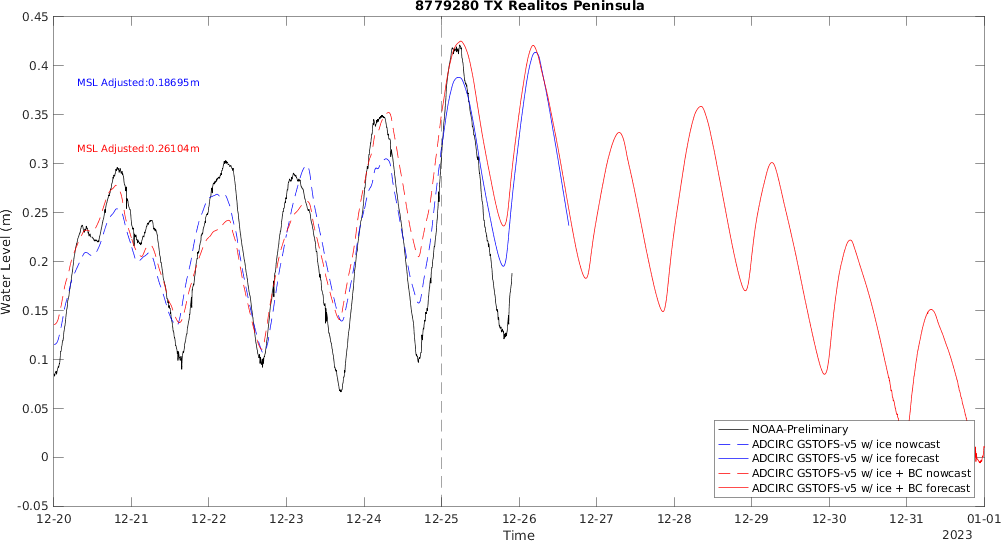 8779280 TX Realitos Peninsula
0.45
0.4
0.35
0.3
0.25
0.2
0.15
0.1
0.05
0
-0.05
Water Level (m)
MSL Adjusted:0.18695m
MSL Adjusted:0.26104m
NOAA-Preliminary
ADCIRC GSTOFS-v5 w/ ice nowcast
ADCIRC GSTOFS-v5 w/ ice forecast
ADCIRC GSTOFS-v5 w/ ice + BC nowcast
ADCIRC GSTOFS-v5 w/ ice + BC forecast
12-20 12-21 12-22 12-23 12-24 12-25 12-26 12-27 12-28 12-29 12-30 12-31 01-01
Time
2023